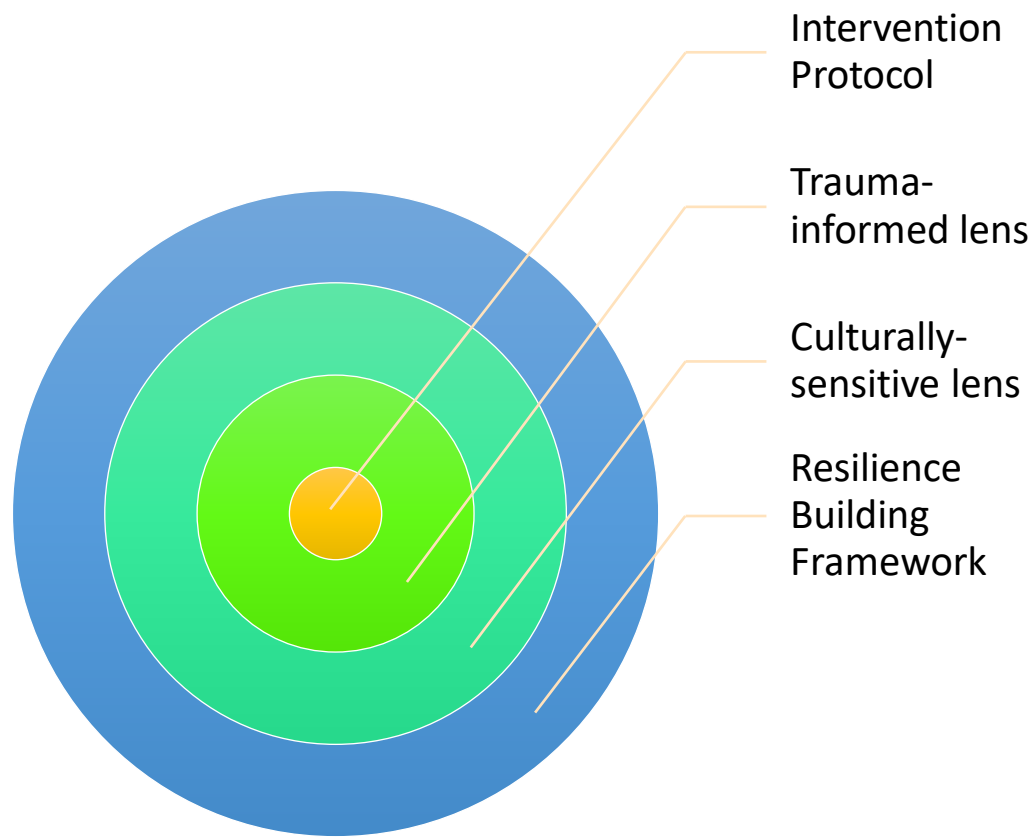 Intervention
Protocol
Trauma-
informed lens
Culturally-
sensitive lens
Resilience
Building
Framework